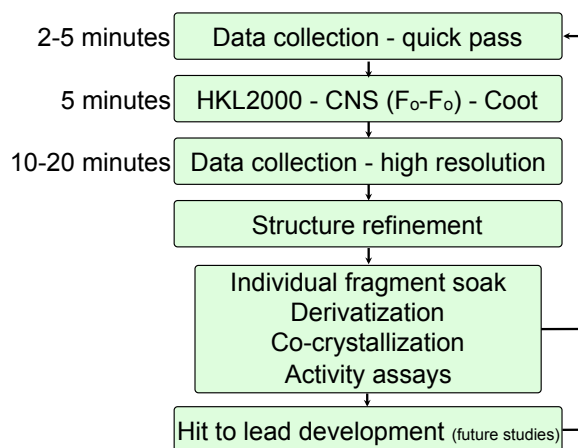 2-5 minutes Data collection - quick pass
5 minutes HKL2000 - CNS (Fₒ-Fₒ) - Coot
10-20 minutes Data collection - high resolution
Structure refinement
Individual fragment soak
Derivatization
Co-crystallization
Activity assays
Hit to lead development (future studies)